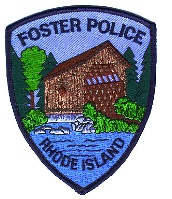 FOSTER POLICE
RHODE ISLAND